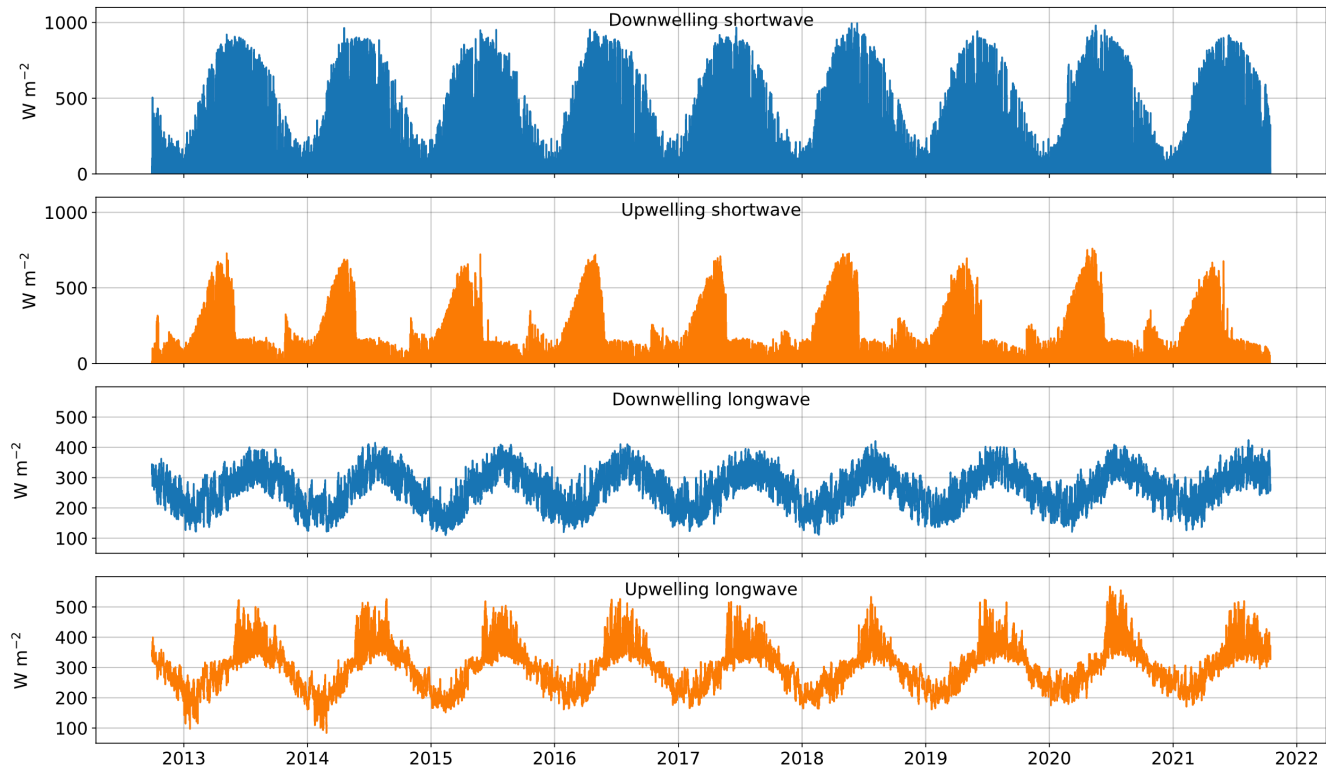 Downwelling shortwave
1000
500
0
W m⁻²
Upwelling shortwave
1000
500
0
W m⁻²
Downwelling longwave
500
400
300
200
100
W m⁻²
Upwelling longwave
500
400
300
200
100
W m⁻²
2013 2014 2015 2016 2017 2018 2019 2020 2021 2022